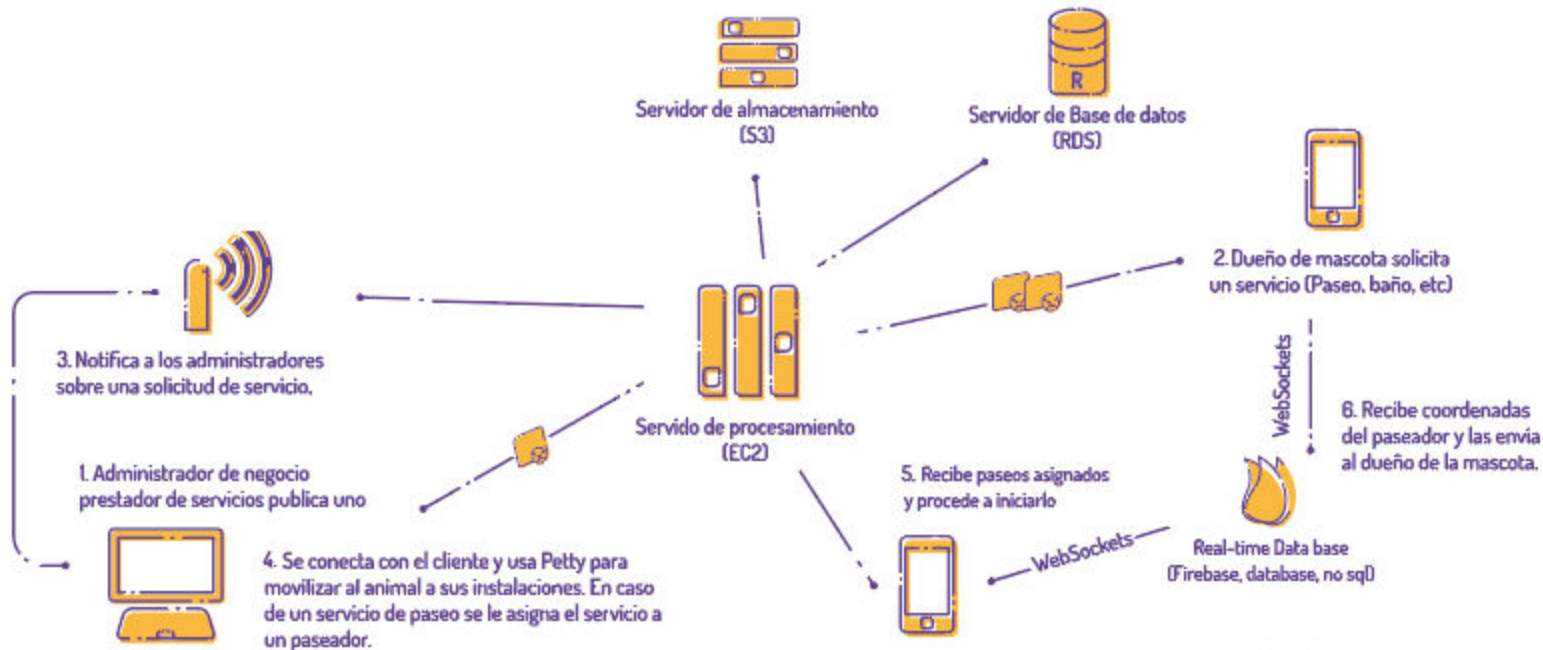 Servidor de almacenamiento
(S3)
R
Servidor de Base de datos
(RDS)
2. Dueño de mascota solicita
un servicio (Paseo, baño, etc)
3. Notifica a los administradores
sobre una solicitud de servicio,
Servido de procesamiento
(EC2)
WebSockets
6. Recibe coordenadas
del paseador y las envia
al dueño de la mascota.
1. Administrador de negocio
prestador de servicios publica uno
5. Recibe paseos asignados
y procede a iniciarlo
4. Se conecta con el cliente y usa Petty para
movilizar al animal a sus instalaciones. En caso
de un servicio de paseo se le asigna el servicio a
un paseador.
WebSockets
Real-time Data base
(Firebase, database, no sql)